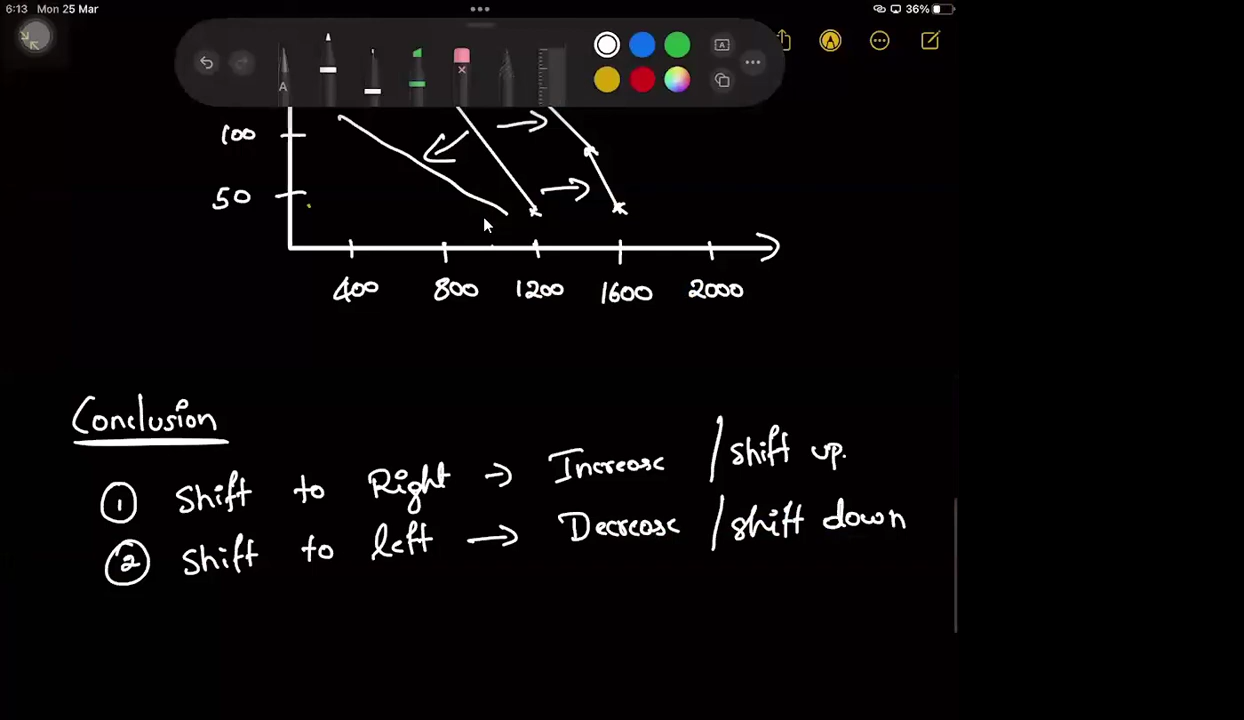 6:13 Mon 25 Mar
36%
A
A
100
50
400 800 1200 1600 2000
Conclusion
1 Shift to Right → Increase / shift up.
2 Shift to left → Decrease / shift down